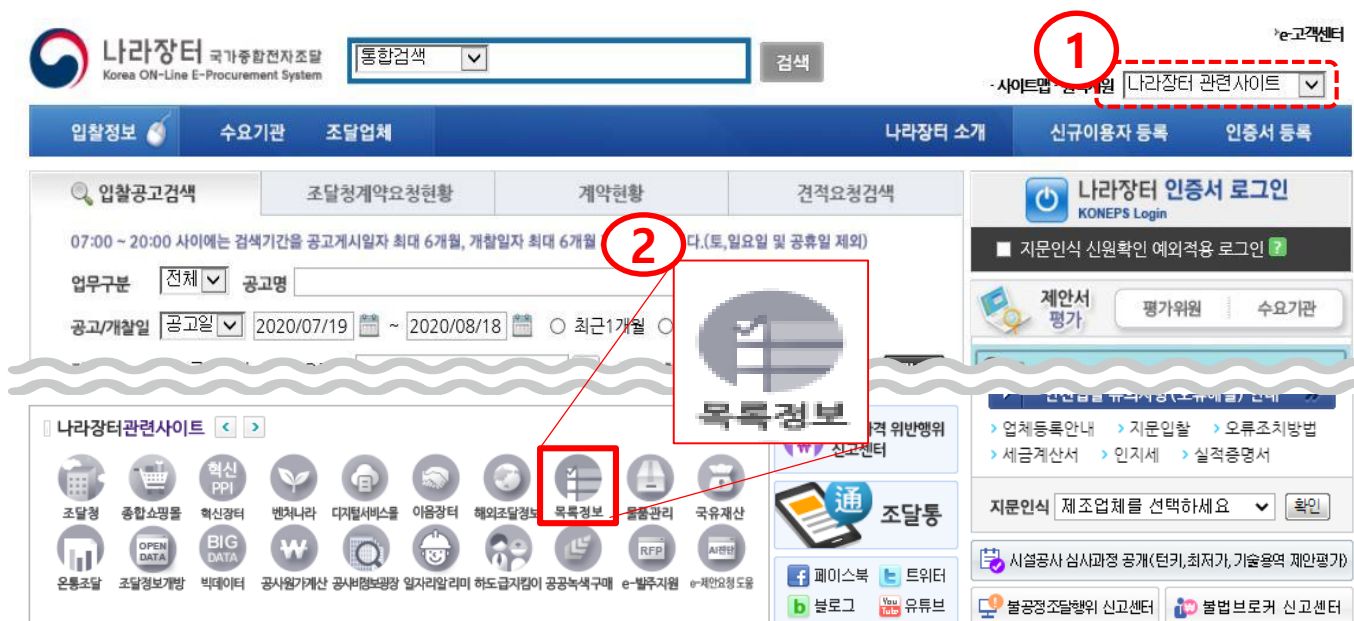 나라장터 국가종합전자조달
Korea ON-Line E-Procurement System
통합검색
검색
e-고객센터
1
사이트맵
나라장터 관련사이트
입찰정보 수요기관 조달업체 나라장터 소개 신규이용자 등록 인증서 등록
입찰공고검색 조달청계약요청현황 계약현황 견적요청검색
07:00 ~ 20:00 사이에는 검색기간을 공고게시일자 최대 6개월, 개찰일자 최대 6개월
다.(토,일요일 및 공휴일 제외)
2
업무구분 전체 공고명
공고/개찰일 공고일 2020/07/19 ~ 2020/08/18 최근1개월
목록정보
나라장터 인증서 로그인
KONEPS Login
지문인식 신원확인 예외적용 로그인 ?
제안서
평가
평가위원 수요기관
나라장터관련사이트 < >
혁신
PPI
조달청 종합쇼핑몰 혁신장터 벤처나라 디지털서비스몰 이음장터 해외조달정보 목록정보 물품관리 국유재산
OPEN
DATA
BIG
DATA
RFP
온통조달 조달정보개방 빅데이터 공사원가계산 공사비정보광장 일자리알리미 하도급지킴이 공공녹색구매 e-발주지원 e-제안요청도움
위반행위
신고센터
通 조달통
페이스북 트위터
블로그 유튜브
업체등록안내 지문입찰 오류조치방법
세금계산서 인지세 실적증명서
지문인식 제조업체를 선택하세요 확인
시설공사 심사과정 공개(턴키,최저가,기술용역 제안평가)
불공정조달행위 신고센터 불법브로커 신고센터